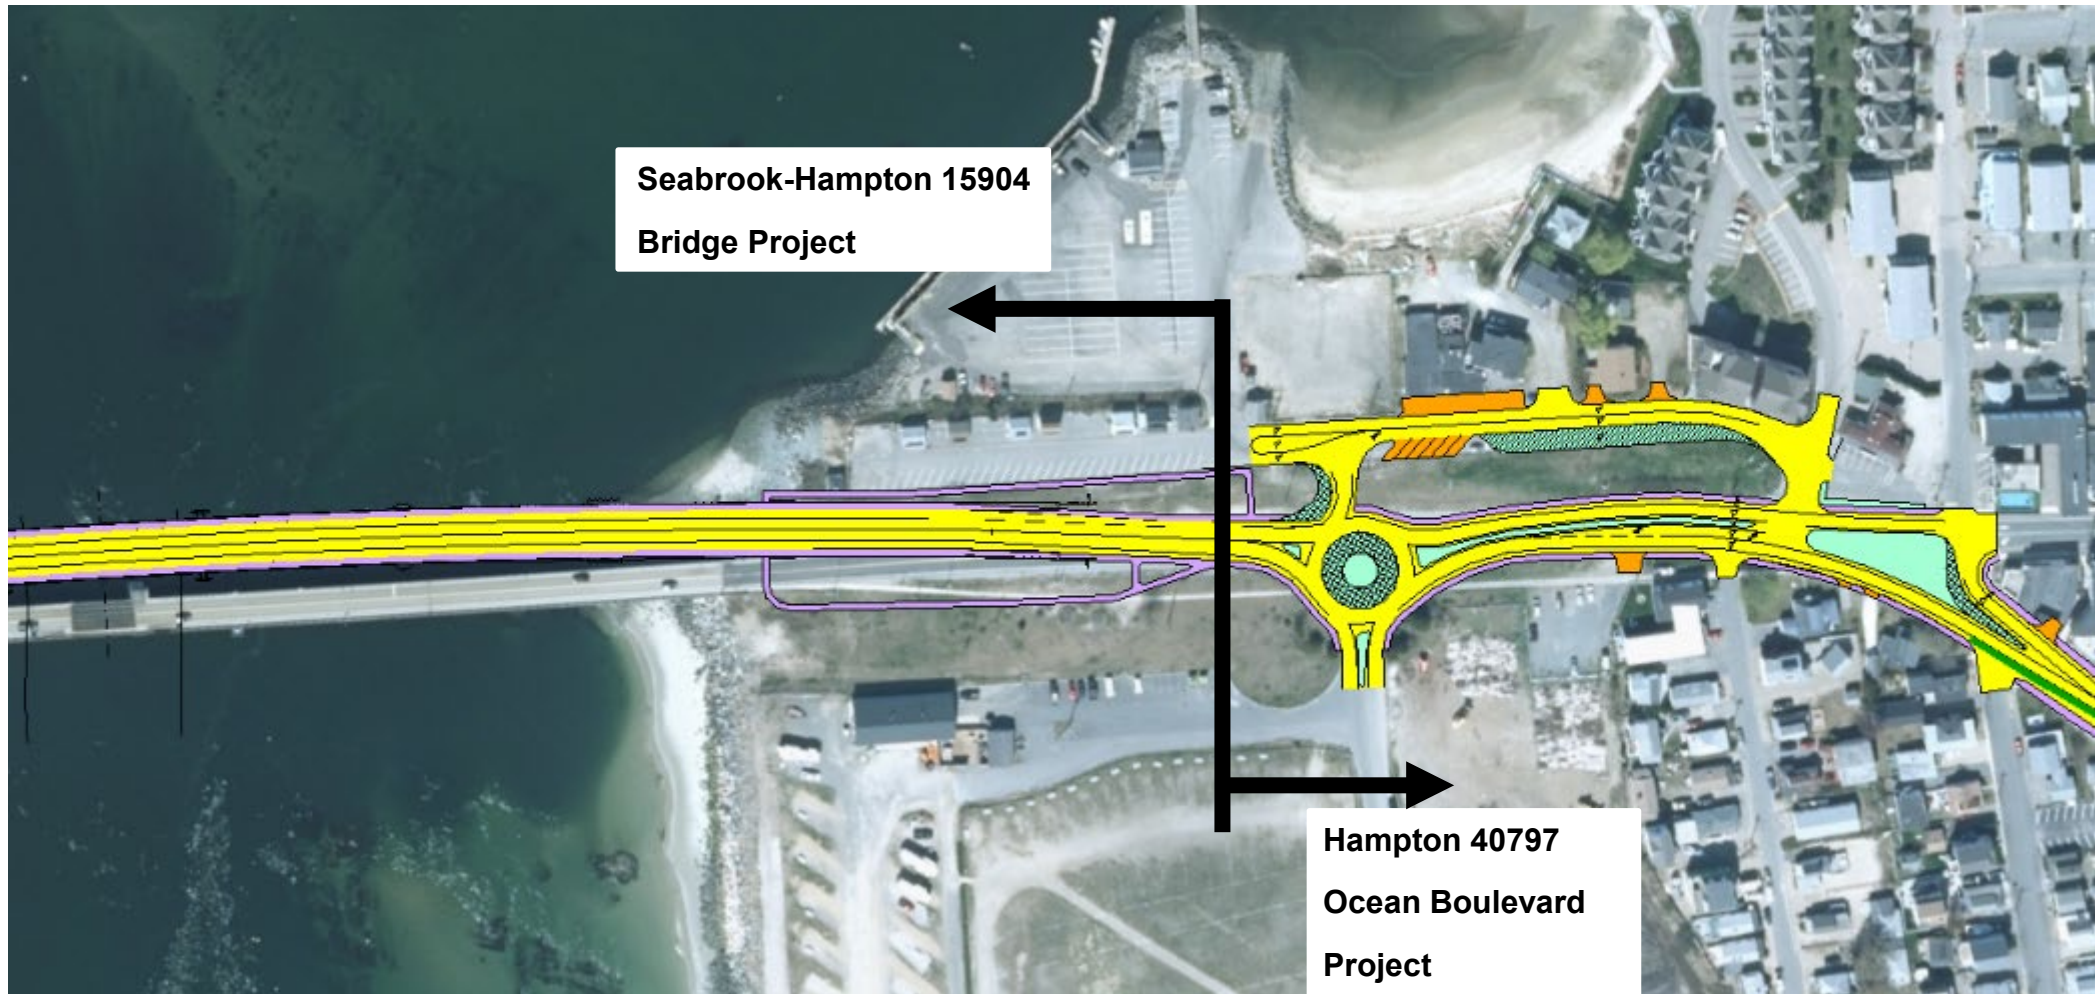 Seabrook-Hampton 15904
Bridge Project
Hampton 40797
Ocean Boulevard
Project